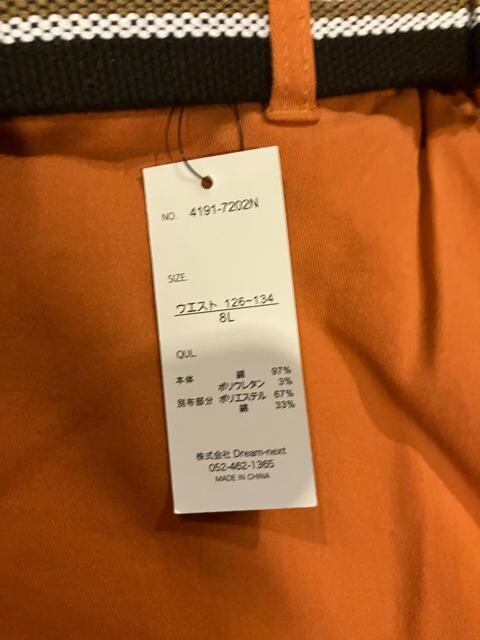 NO. 4191-7202N
SIZE.
ウエスト 126~134
8L
QUL.
本体 綿 97%
ポリウレタン 3%
別布部分 ポリエステル 67%
綿 33%
株式会社 Dream-next
052-462-1365
MADE IN CHINA